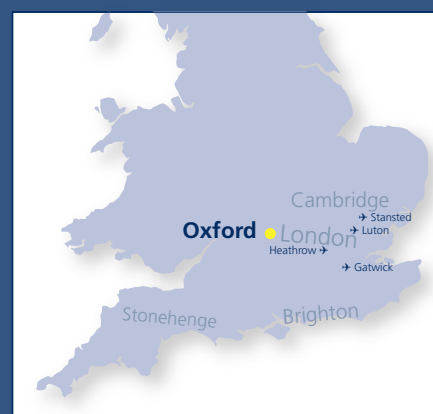 Cambridge
Stansted
Luton
Oxford
London
Heathrow
Gatwick
Stonehenge
Brighton